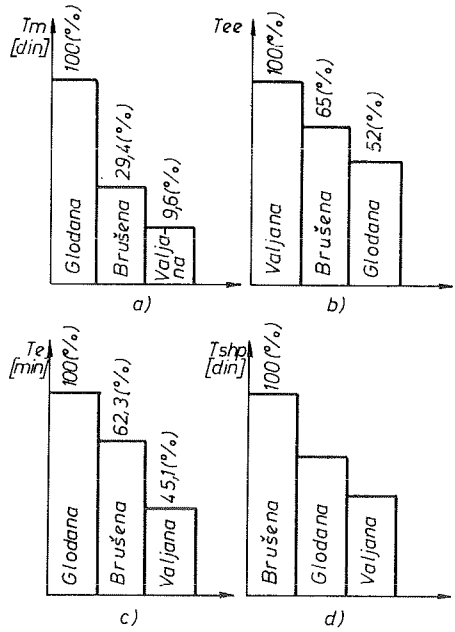 Tm
[din]
100(%)
29,4(%)
9,6(%)
Glodana
Brušena
Valja-
na
a)
Tee
100(%)
65(%)
52(%)
Valjana
Brušena
Glodana
b)
Te
[min]
100(%)
62,3(%)
45,1(%)
Glodana
Brušena
Valjana
c)
Tshp
[din]
100(%)
Brušena
Glodana
Valjana
d)